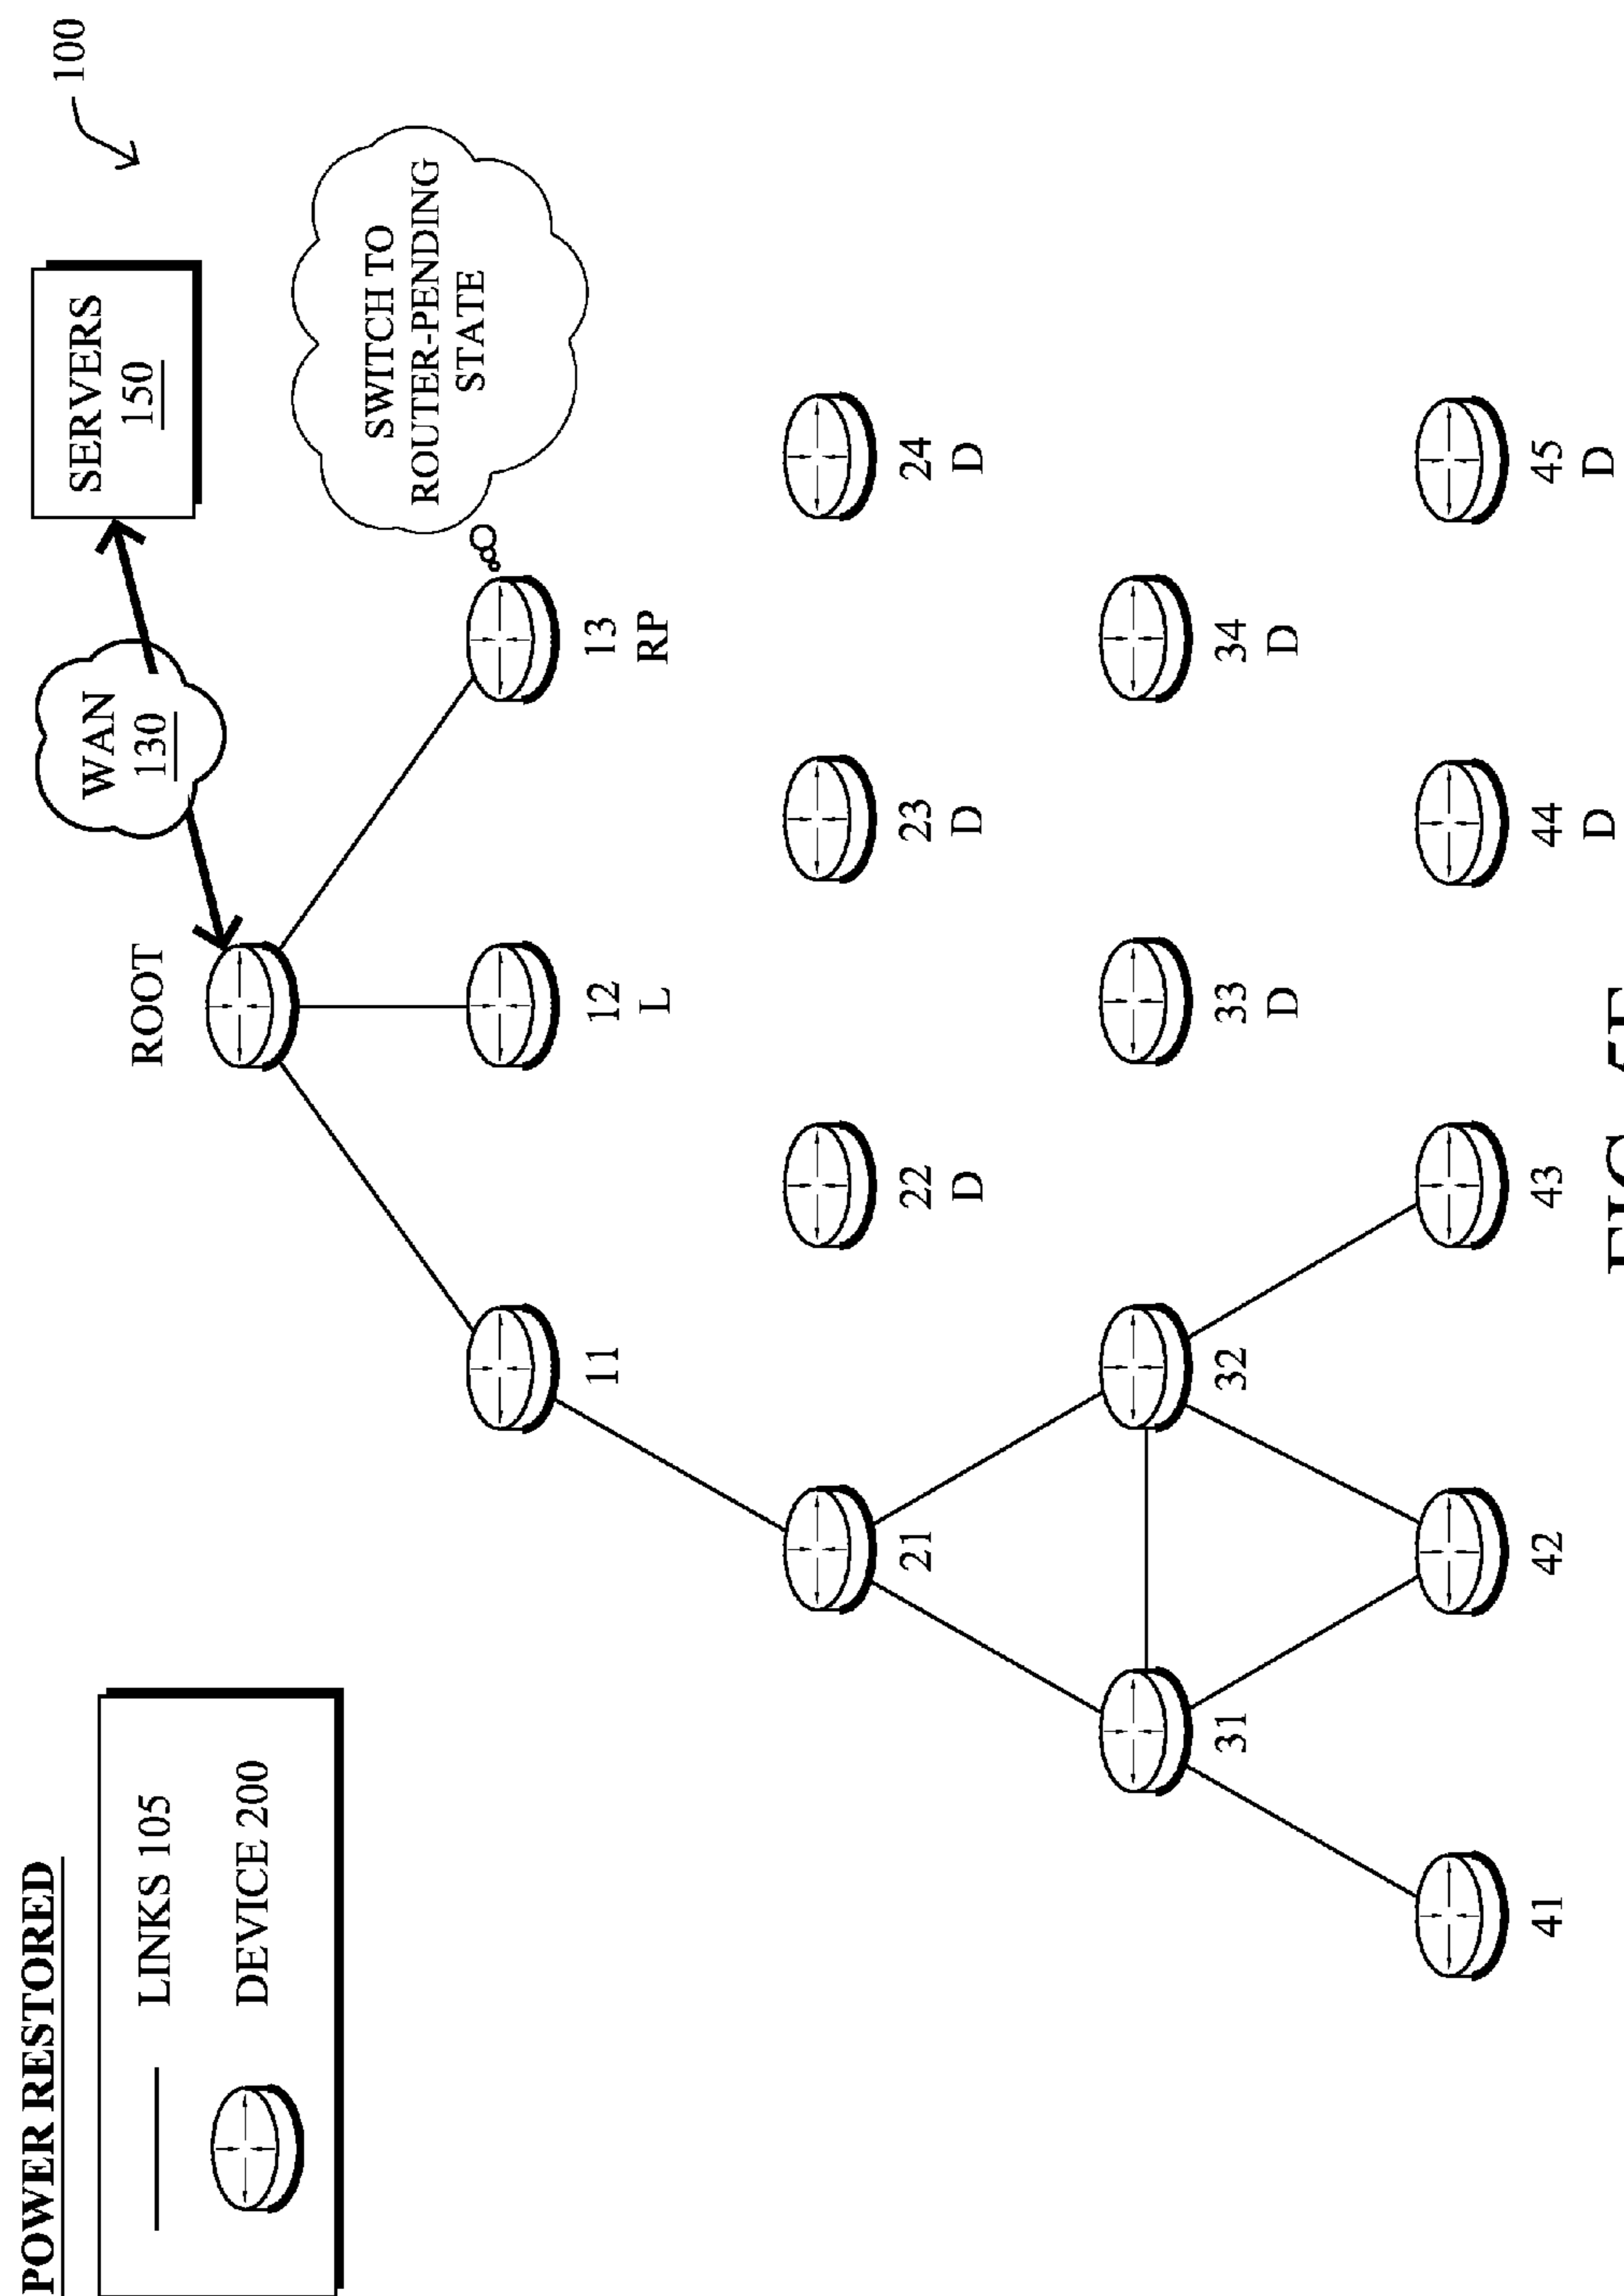 POWER RESTORED
LINKS 105
DEVICE 200
100
SERVERS
150
WAN
130
ROOT
SWITCH TO
ROUTER-PENDING
STATE
11
12
L
13
RP
21
22
D
23
D
24
D
31
32
33
D
34
D
41
42
43
44
D
45
D